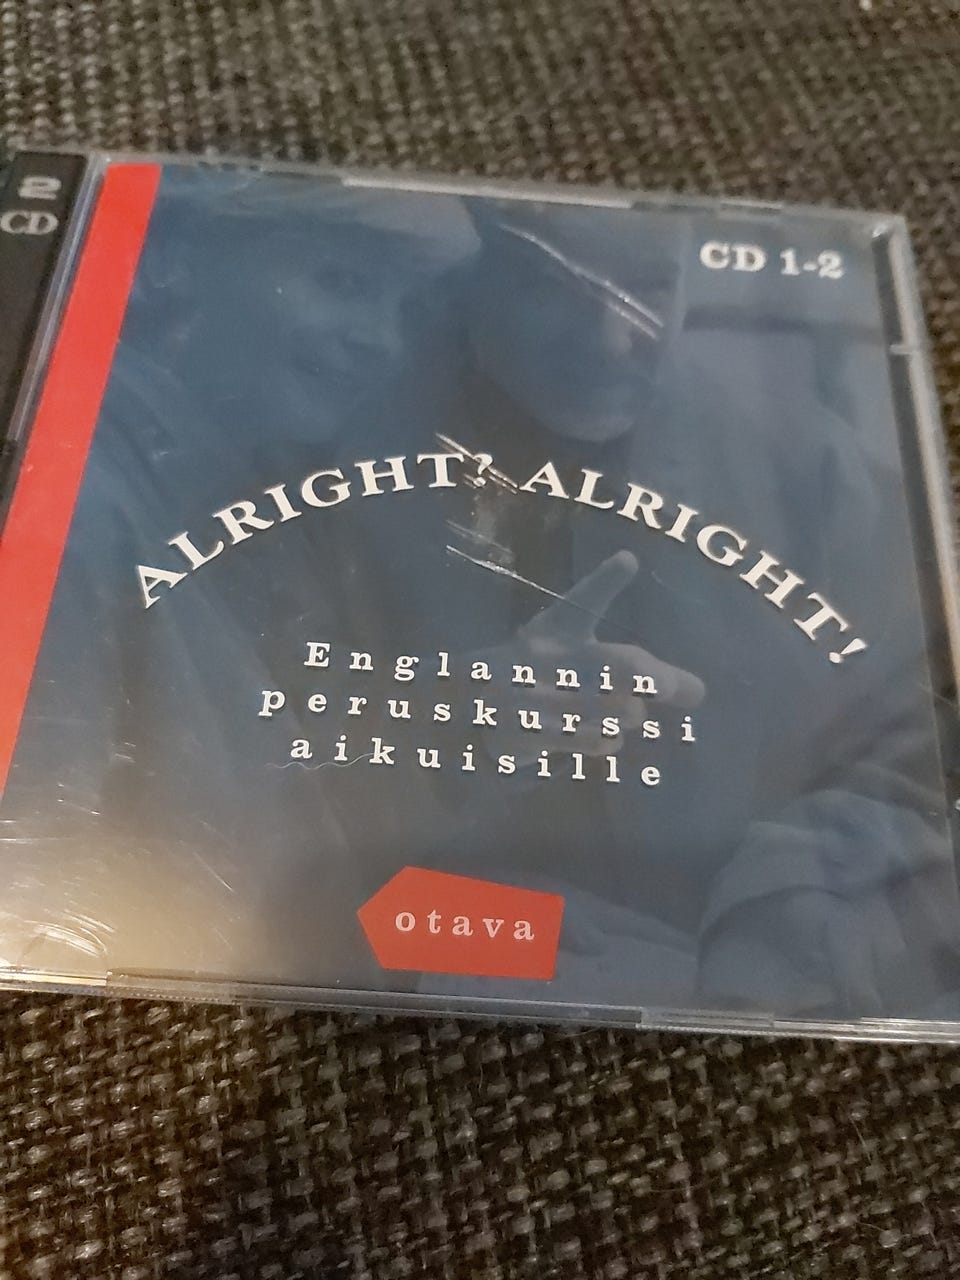 2
CD
CD 1-2
ALRIGHT? ALRIGHT!
Englannin
peruskurssi
aikuisille
otava